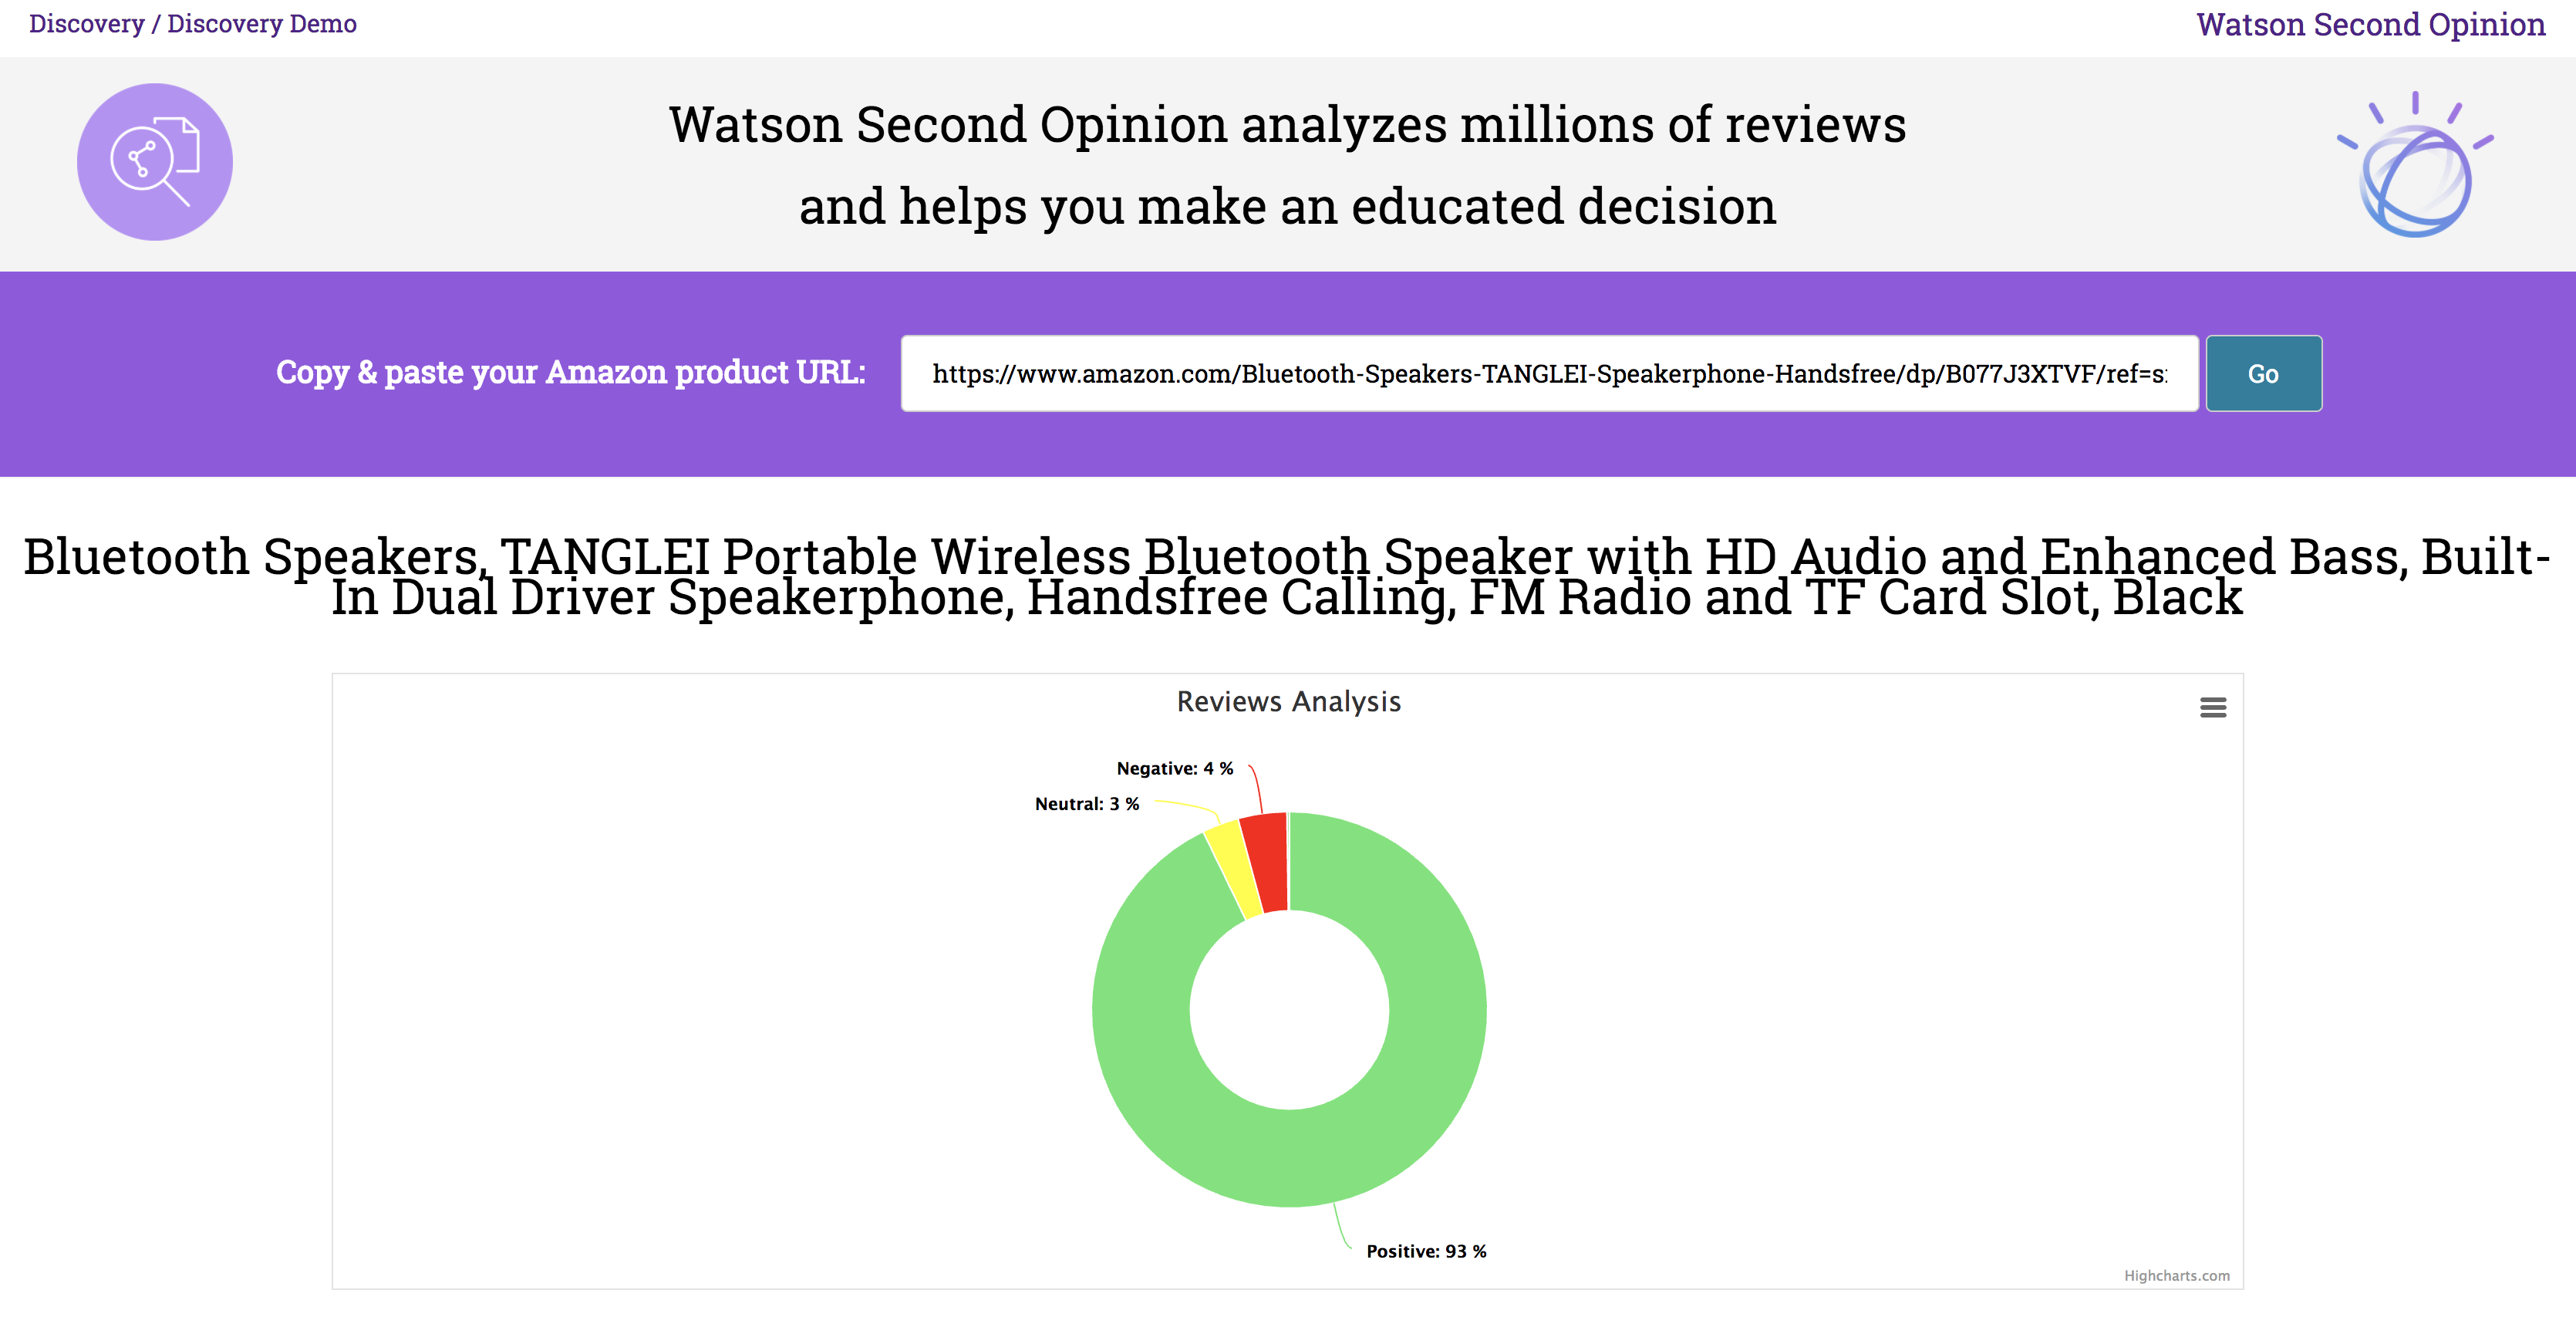 Discovery / Discovery Demo
Watson Second Opinion
Watson Second Opinion analyzes millions of reviews
and helps you make an educated decision
Copy & paste your Amazon product URL:
https://www.amazon.com/Bluetooth-Speakers-TANGLEI-Speakerphone-Handsfree/dp/B077J3XTVF/ref=s
Go
Bluetooth Speakers, TANGLEI Portable Wireless Bluetooth Speaker with HD Audio and Enhanced Bass, Built-
In Dual Driver Speakerphone, Handsfree Calling, FM Radio and TF Card Slot, Black
Reviews Analysis
Negative: 4 %
Neutral: 3 %
Positive: 93 %
Highcharts.com